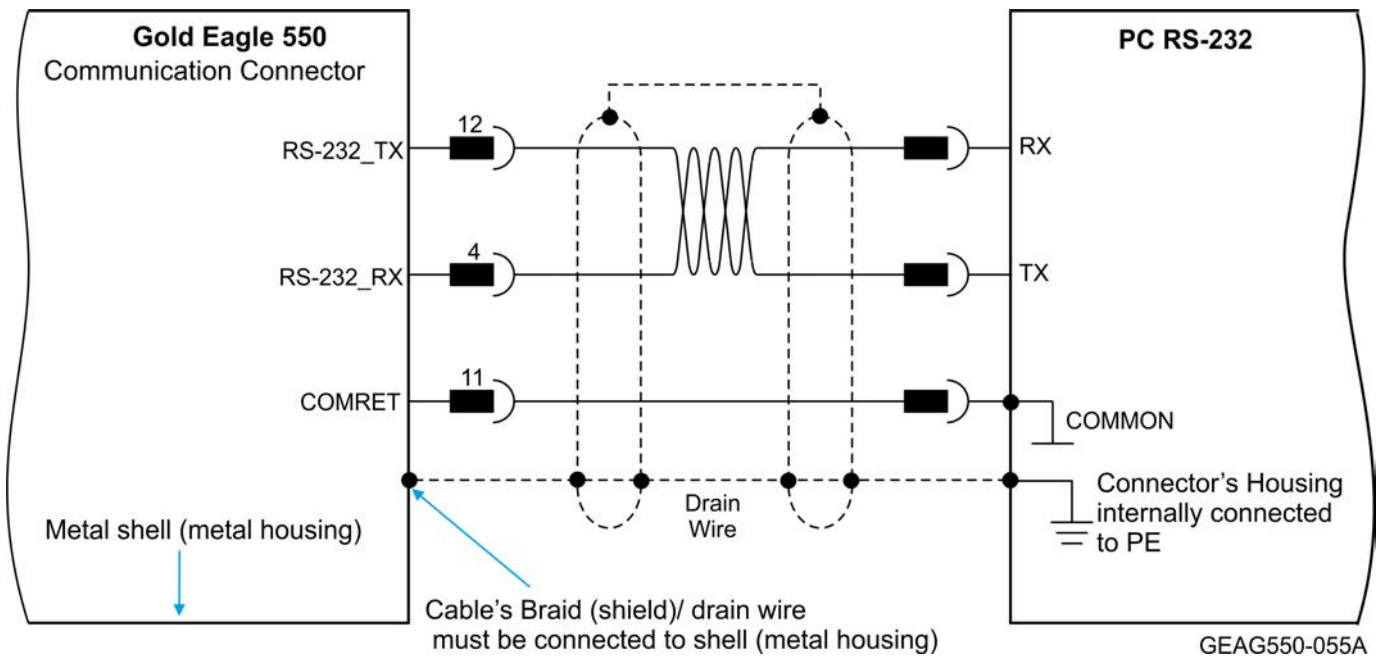 Gold Eagle 550
Communication Connector
PC RS-232
12
RS-232_TX
RX
4
RS-232_RX
TX
11
COMRET
COMMON
Drain
Wire
Connector's Housing
internally connected
to PE
Metal shell (metal housing)
Cable's Braid (shield)/ drain wire
must be connected to shell (metal housing)
GEAG550-055A